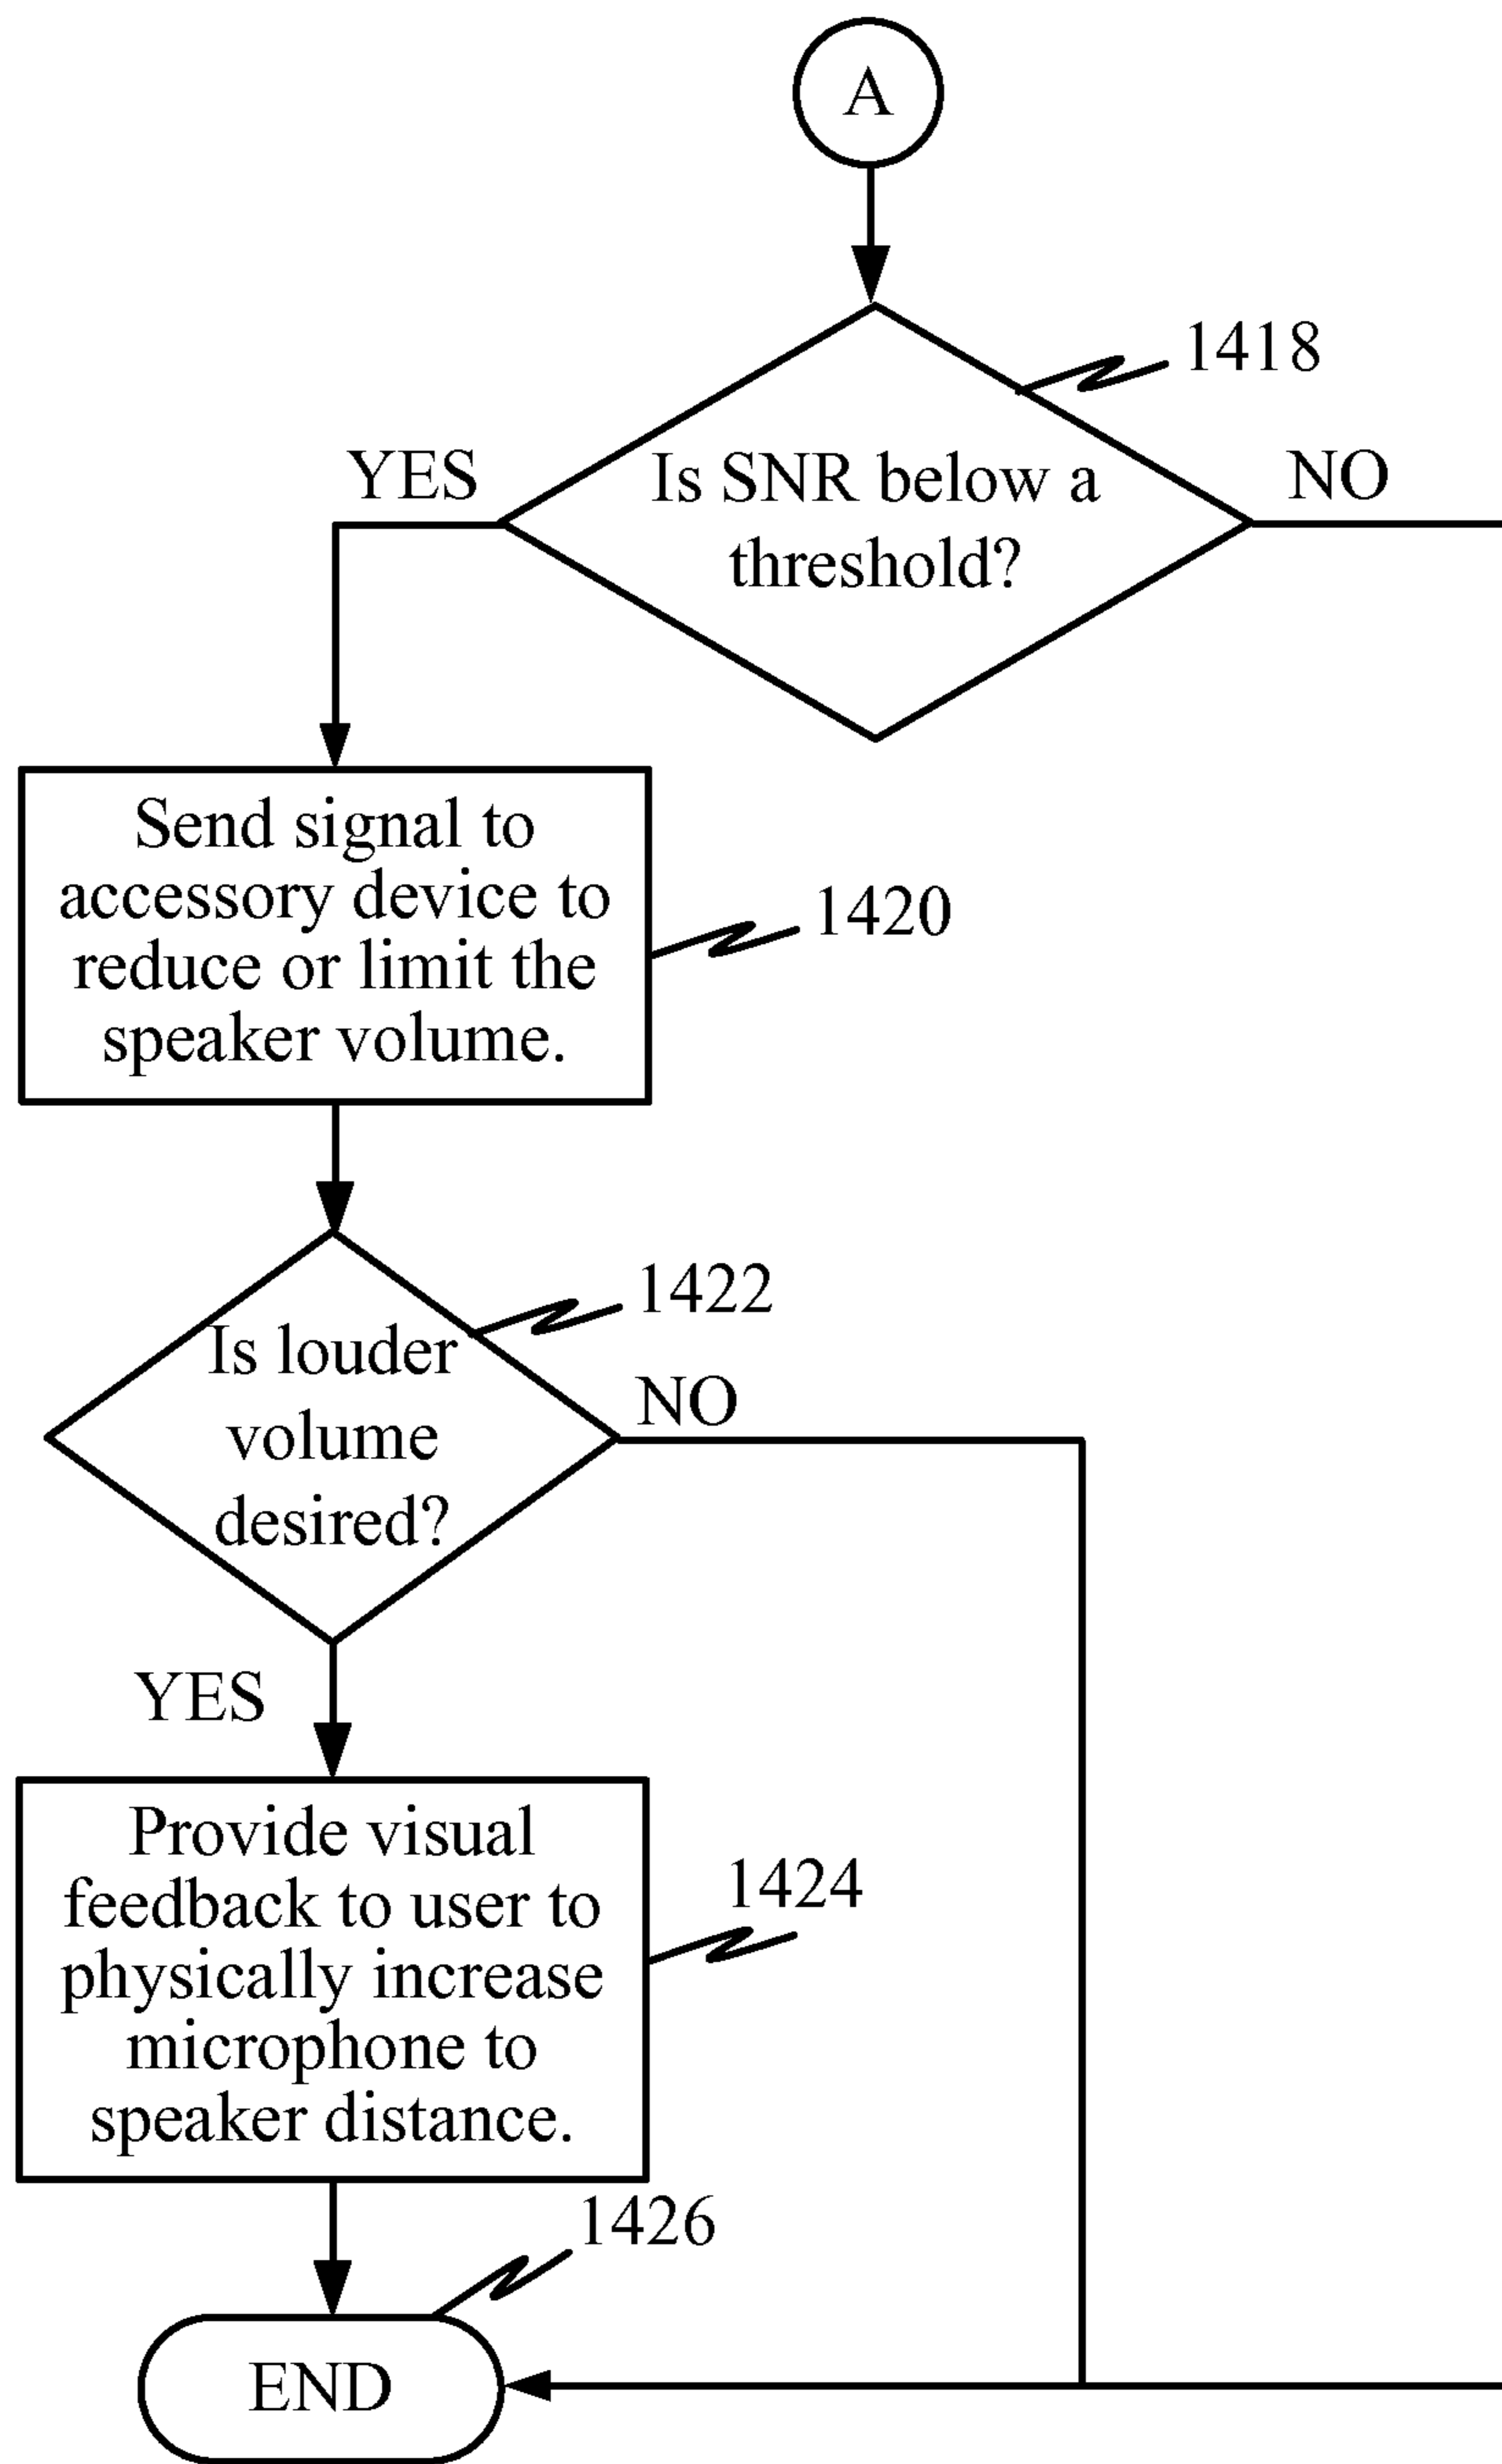 A
1418
YES
Is SNR below a
threshold?
NO
Send signal to
accessory device to
reduce or limit the
speaker volume.
1420
1422
Is louder
volume
desired?
NO
YES
Provide visual
feedback to user to
physically increase
microphone to
speaker distance.
1424
1426
END